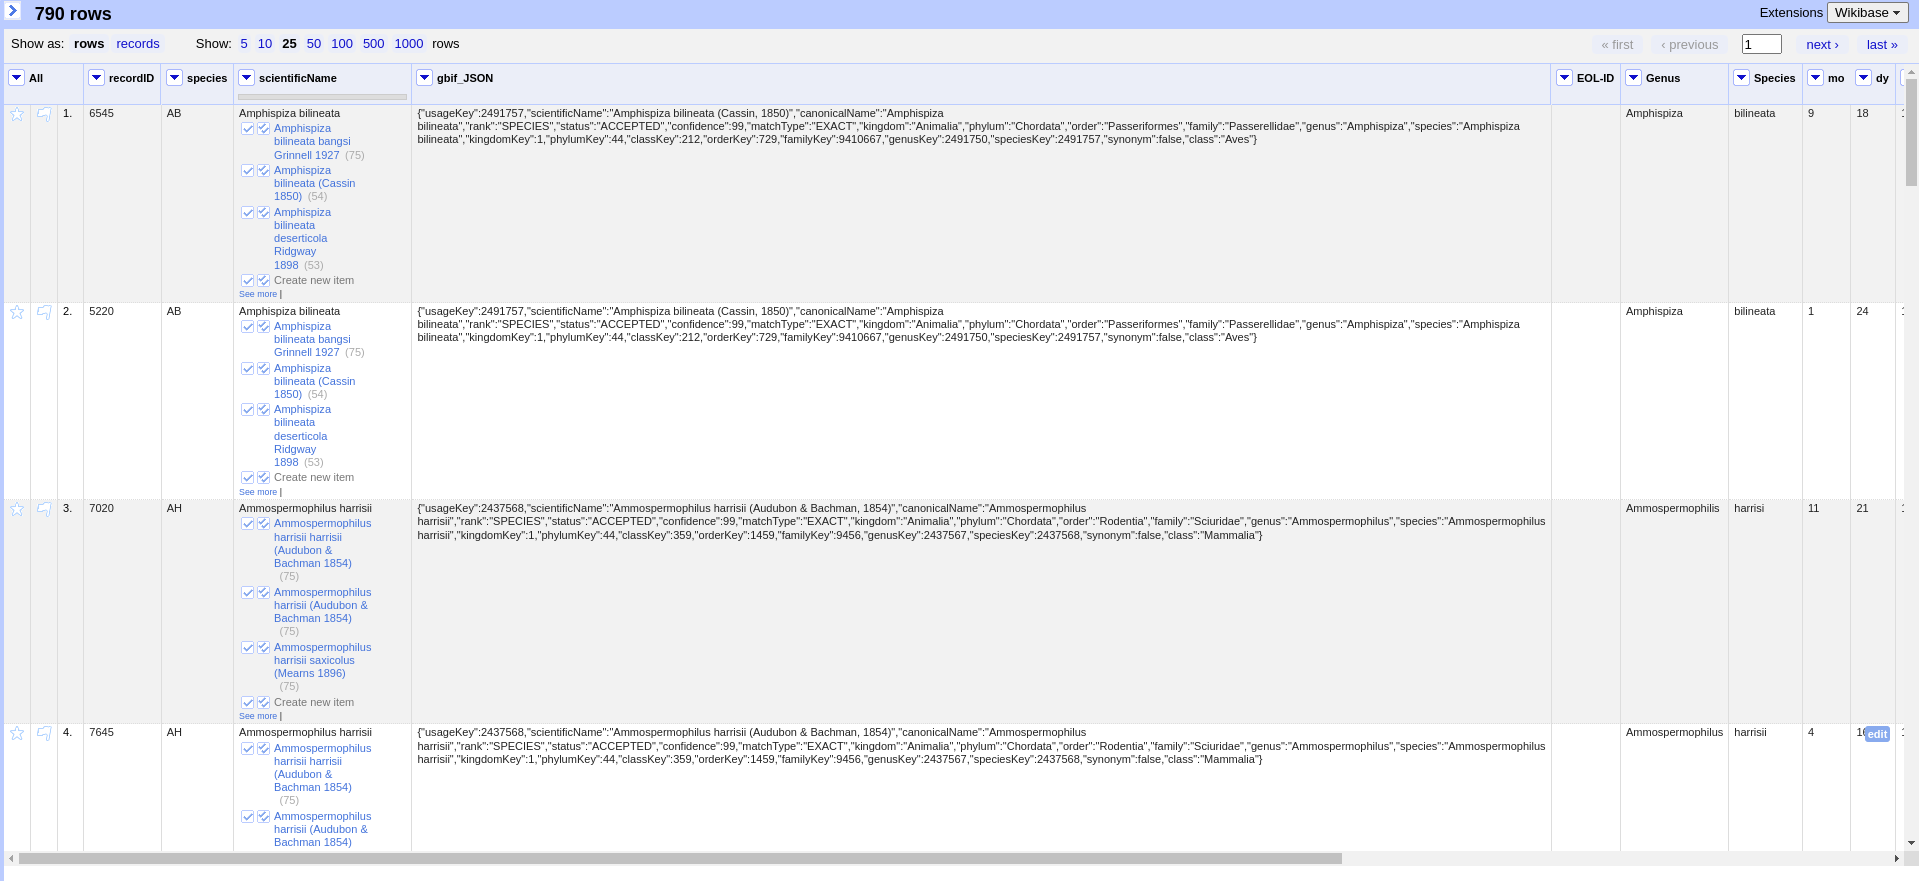 790 rows
Extensions Wikibase
Show as: rows records Show: 5 10 25 50 100 500 1000 rows « first ‹ previous 1 next › last »
All recordID species scientificName gbif_JSON EOL-ID Genus Species mo dy
1. 6545 AB Amphispiza bilineata {"usageKey":2491757,"scientificName":"Amphispiza bilineata (Cassin, 1850)","canonicalName":"Amphispiza Amphispiza bilineata 9 18
bilineata","rank":"SPECIES","status":"ACCEPTED","confidence":99,"matchType":"EXACT","kingdom":"Animalia","phylum":"Chordata","order":"Passeriformes","family":"Passerellidae","genus":"Amphispiza","species":"Amphispiza
bilineata","kingdomKey":1,"phylumKey":44,"classKey":212,"orderKey":729,"familyKey":9410667,"genusKey":2491750,"speciesKey":2491757,"synonym":false,"class":"Aves"}
Amphispiza
bilineata bangsi
Grinnell 1927 (75)
Amphispiza
bilineata (Cassin
1850) (54)
Amphispiza
bilineata
deserticola
Ridgway
1898 (53)
Create new item
See more |
2. 5220 AB Amphispiza bilineata {"usageKey":2491757,"scientificName":"Amphispiza bilineata (Cassin, 1850)","canonicalName":"Amphispiza Amphispiza bilineata 1 24
bilineata","rank":"SPECIES","status":"ACCEPTED","confidence":99,"matchType":"EXACT","kingdom":"Animalia","phylum":"Chordata","order":"Passeriformes","family":"Passerellidae","genus":"Amphispiza","species":"Amphispiza
bilineata","kingdomKey":1,"phylumKey":44,"classKey":212,"orderKey":729,"familyKey":9410667,"genusKey":2491750,"speciesKey":2491757,"synonym":false,"class":"Aves"}
Amphispiza
bilineata bangsi
Grinnell 1927 (75)
Amphispiza
bilineata (Cassin
1850) (54)
Amphispiza
bilineata
deserticola
Ridgway
1898 (53)
Create new item
See more |
3. 7020 AH Ammospermophilus harrisii {"usageKey":2437568,"scientificName":"Ammospermophilus harrisii (Audubon & Bachman, 1854)","canonicalName":"Ammospermophilus Ammospermophilis harrisi 11 21
harrisii","rank":"SPECIES","status":"ACCEPTED","confidence":99,"matchType":"EXACT","kingdom":"Animalia","phylum":"Chordata","order":"Rodentia","family":"Sciuridae","genus":"Ammospermophilus","species":"Ammospermophilus
harrisii","kingdomKey":1,"phylumKey":44,"classKey":359,"orderKey":1459,"familyKey":9456,"genusKey":2437567,"speciesKey":2437568,"synonym":false,"class":"Mammalia"}
Ammospermophilus
harrisii harrisii
(Audubon &
Bachman 1854)
(75)
Ammospermophilus
harrisii (Audubon &
Bachman 1854)
(75)
Ammospermophilus
harrisii saxicolus
(Mearns 1896)
(75)
Create new item
See more |
4. 7645 AH Ammospermophilus harrisii {"usageKey":2437568,"scientificName":"Ammospermophilus harrisii (Audubon & Bachman, 1854)","canonicalName":"Ammospermophilus Ammospermophilus harrisii 4 edit
harrisii","rank":"SPECIES","status":"ACCEPTED","confidence":99,"matchType":"EXACT","kingdom":"Animalia","phylum":"Chordata","order":"Rodentia","family":"Sciuridae","genus":"Ammospermophilus","species":"Ammospermophilus
harrisii","kingdomKey":1,"phylumKey":44,"classKey":359,"orderKey":1459,"familyKey":9456,"genusKey":2437567,"speciesKey":2437568,"synonym":false,"class":"Mammalia"}
Ammospermophilus
harrisii harrisii
(Audubon &
Bachman 1854)
(75)
Ammospermophilus
harrisii (Audubon &
Bachman 1854)